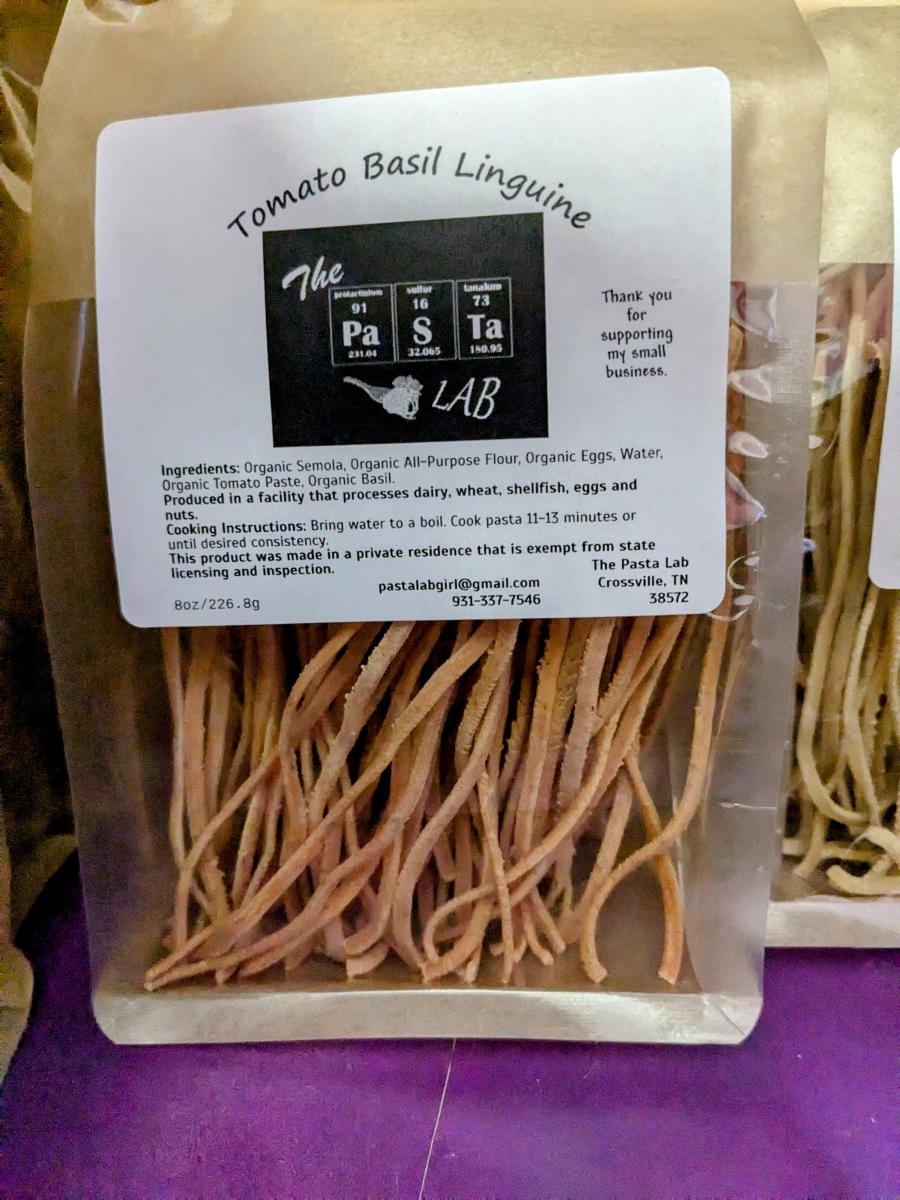 Tomato Basil Linguine
The
protactinium
91
Pa
231.04
sulfur
16
S
32.065
tantalum
73
Ta
180.95
LAB
Thank you
for
supporting
my small
business.
Ingredients: Organic Semola, Organic All-Purpose Flour, Organic Eggs, Water,
Organic Tomato Paste, Organic Basil.
Produced in a facility that processes dairy, wheat, shellfish, eggs and
nuts.
Cooking Instructions: Bring water to a boil. Cook pasta 11-13 minutes or
until desired consistency.
This product was made in a private residence that is exempt from state
licensing and inspection.
8oz/226.8g
pastalabgirl@gmail.com
931-337-7546
The Pasta Lab
Crossville, TN
38572